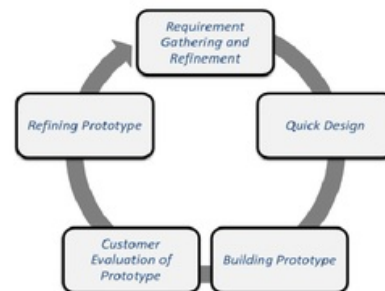 Requirement
Gathering and
Refinement
Quick Design
Building Prototype
Customer
Evaluation of
Prototype
Refining Prototype